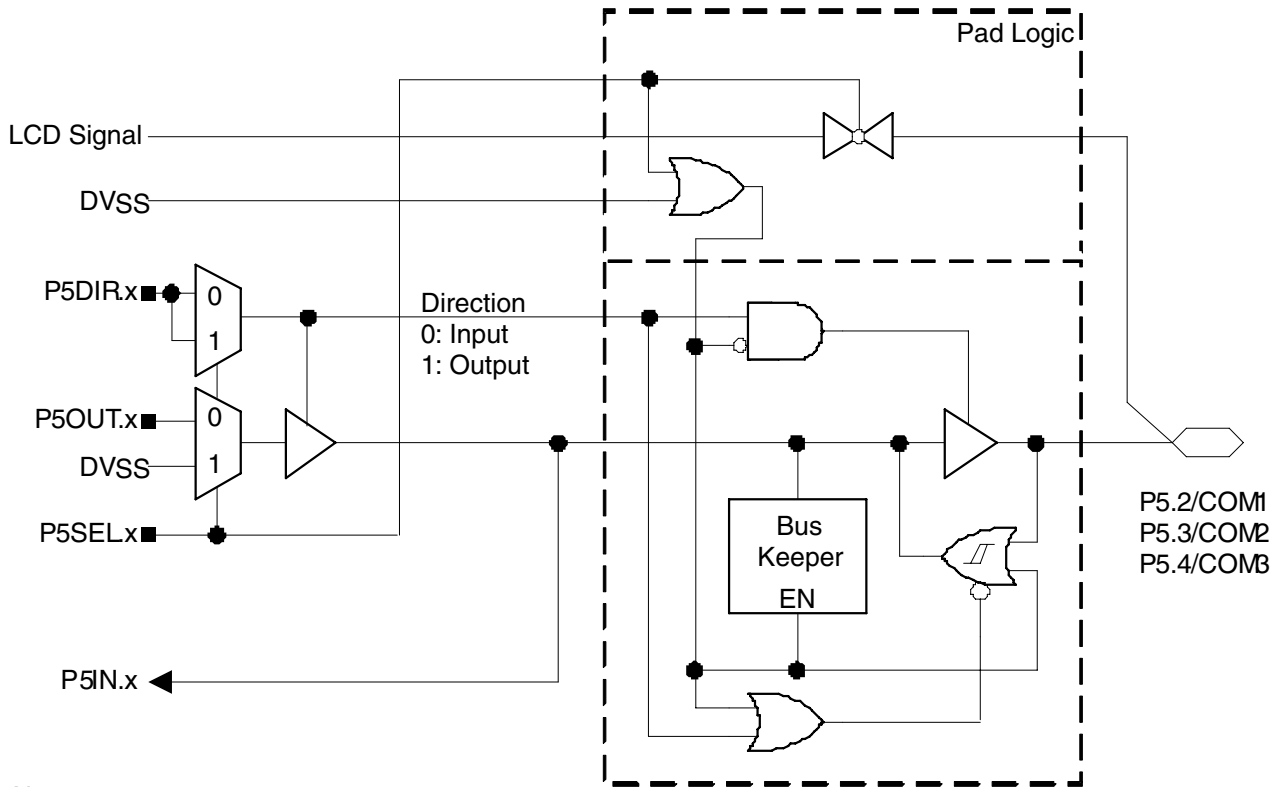 Pad Logic
LCD Signal
DVSS
P5DIR.x
0
1
Direction
0: Input
1: Output
P5OUT.x
0
DVSS
1
P5SEL.x
Bus
Keeper
EN
P5.2/COM1
P5.3/COM2
P5.4/COM3
P5IN.x